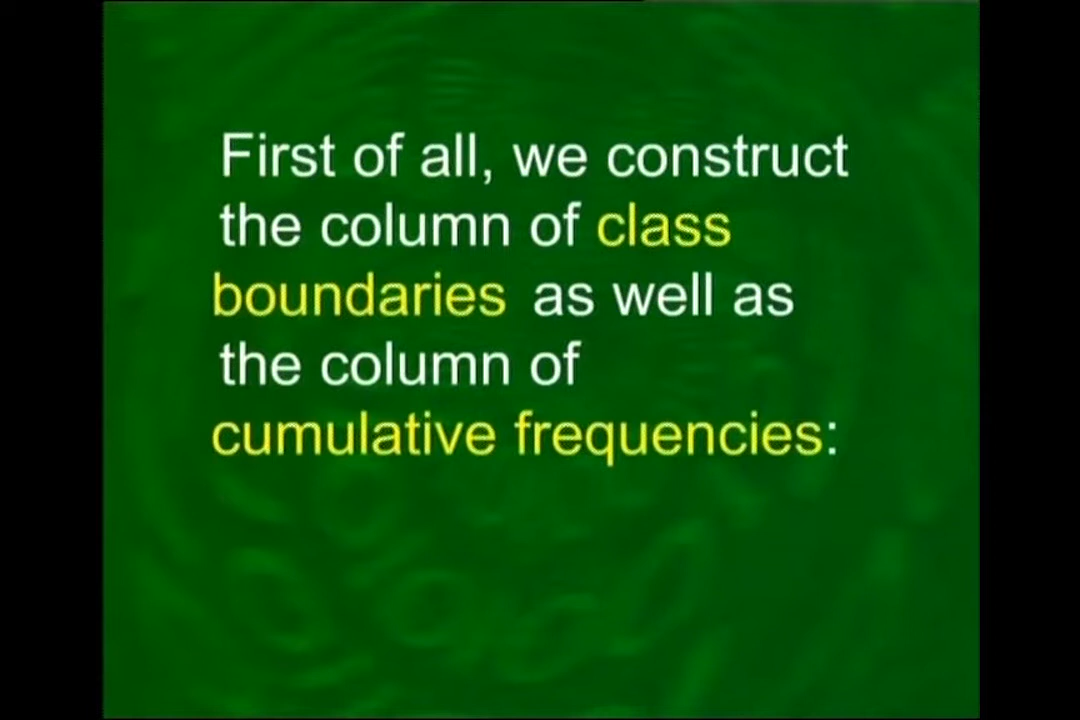 First of all, we construct
the column of class
boundaries as well as
the column of
cumulative frequencies: